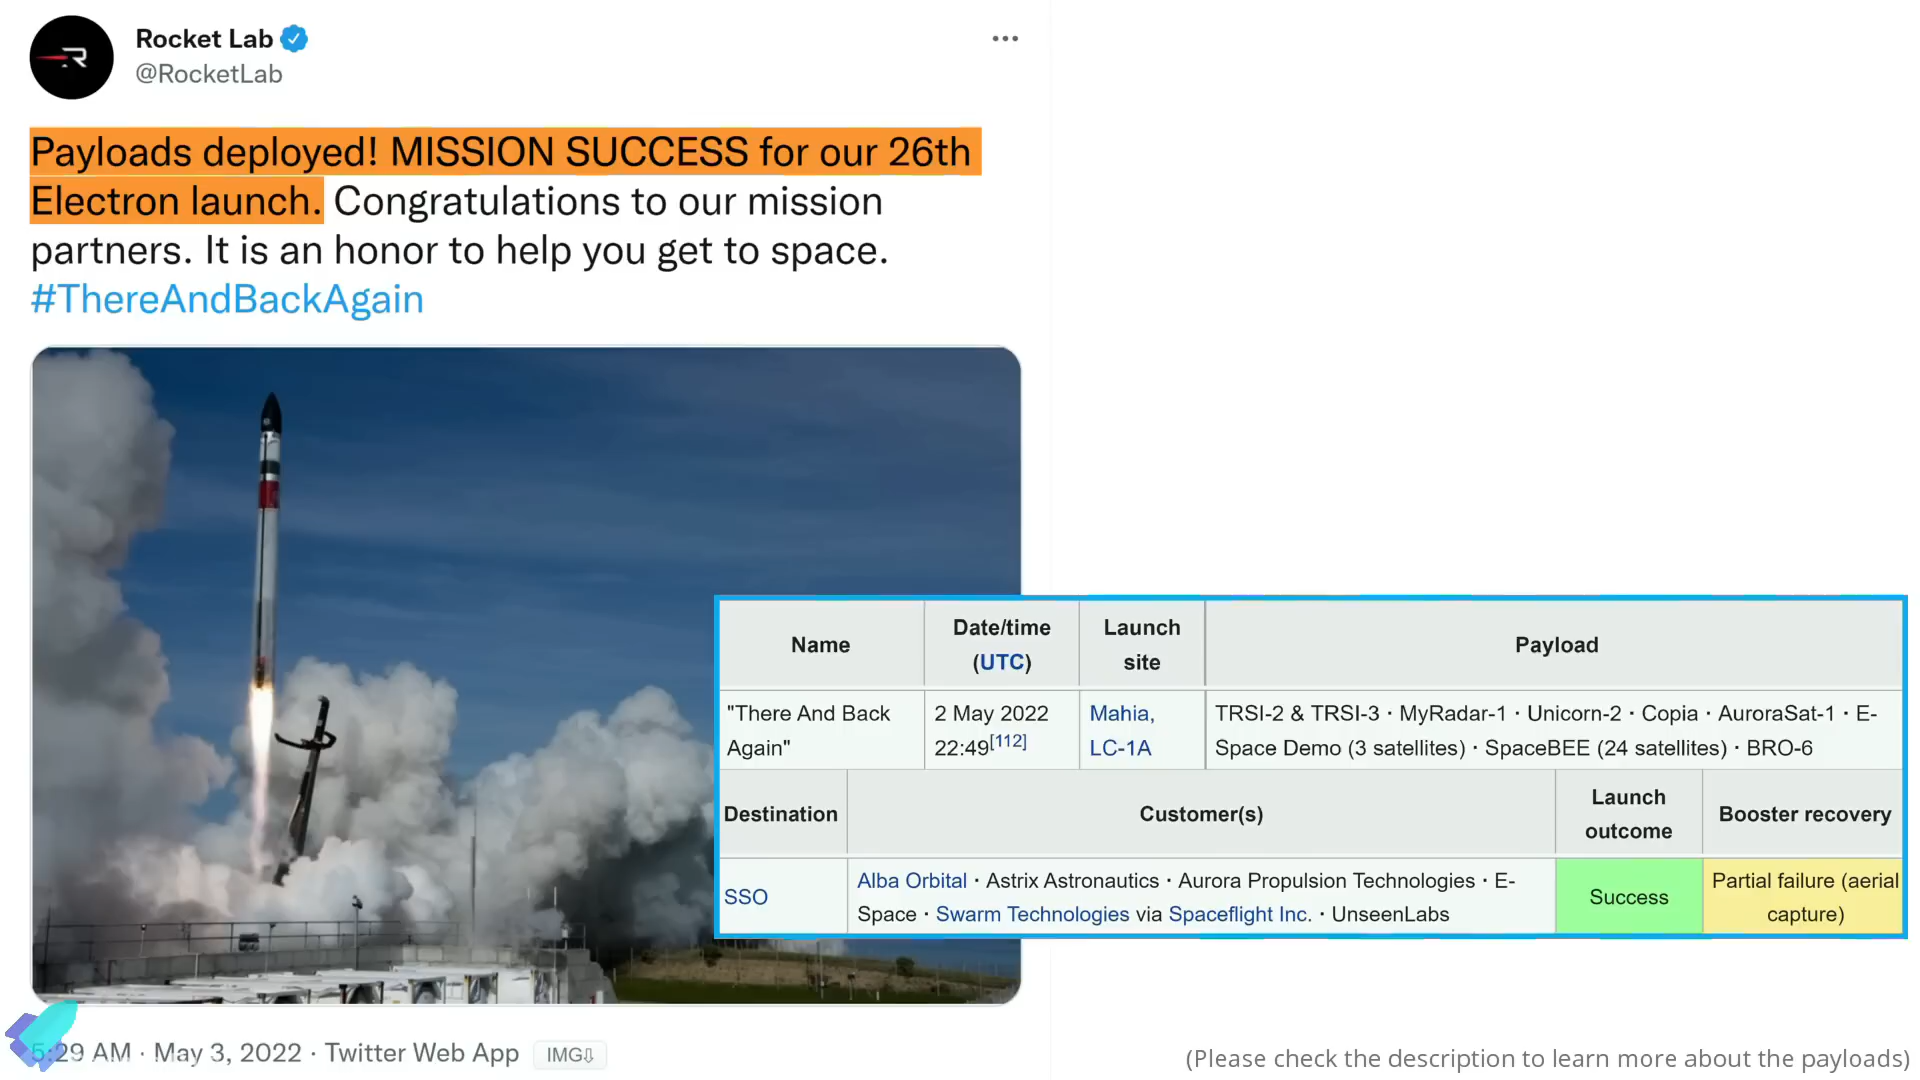 Rocket Lab
@RocketLab
Payloads deployed! MISSION SUCCESS for our 26th
Electron launch. Congratulations to our mission
partners. It is an honor to help you get to space.
#ThereAndBackAgain
Name
Date/time
(UTC)
Launch
site
Payload
"There And Back
Again"
2 May 2022
22:49[112]
Mahia,
LC-1A
TRSI-2 & TRSI-3 · MyRadar-1 · Unicorn-2 · Copia · AuroraSat-1 · E-
Space Demo (3 satellites) · SpaceBEE (24 satellites) · BRO-6
Destination
Customer(s)
Launch
outcome
Booster recovery
SSO
Alba Orbital · Astrix Astronautics · Aurora Propulsion Technologies · E-
Space · Swarm Technologies via Spaceflight Inc. · UnseenLabs
Success
Partial failure (aerial
capture)
5:29 AM · May 3, 2022 · Twitter Web App
IMG⇩
(Please check the description to learn more about the payloads)